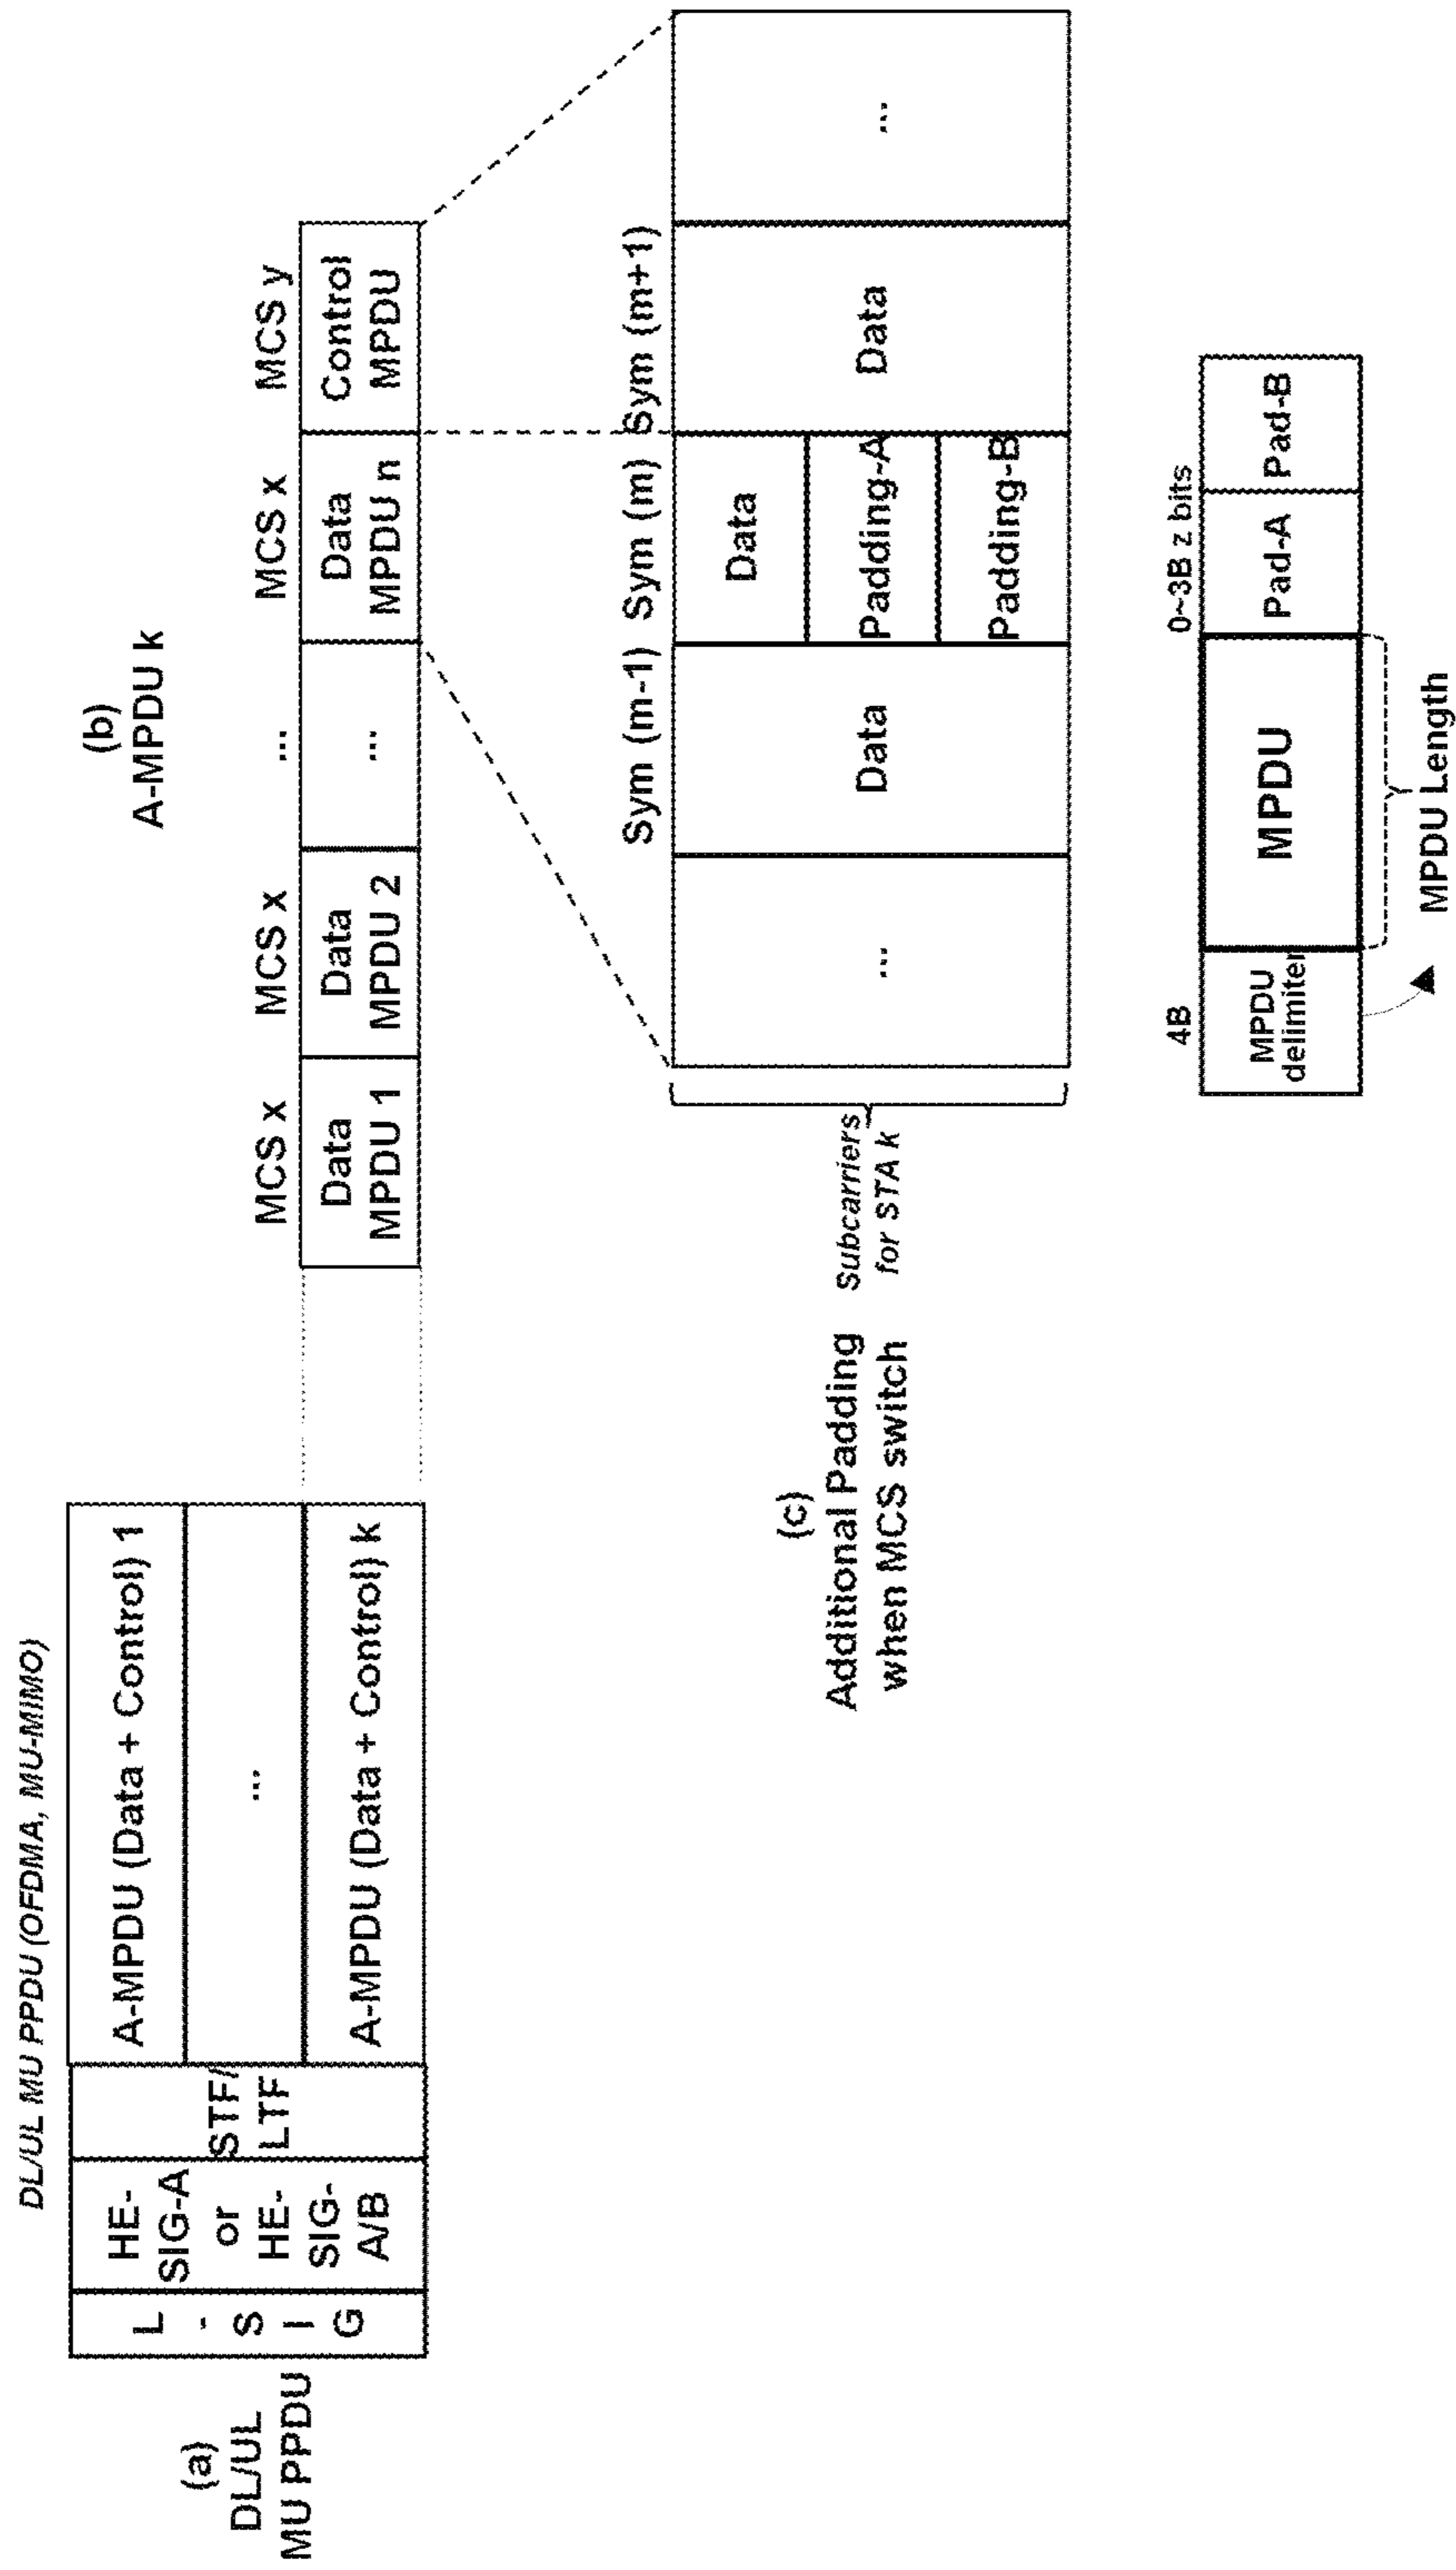 DL/UL MU PPDU (OFDMA, MU-MIMO)
(a)
DL/UL
MU PPDU
L
-
S
I
G
HE-
SIG-A
or
HE-
SIG-
A/B
STF/
LTF
A-MPDU (Data + Control) 1
...
A-MPDU (Data + Control) k
(b)
A-MPDU k
MCS x
MCS x
...
MCS x
MCS y
Data
MPDU 1
Data
MPDU 2
...
Data
MPDU n
Control
MPDU
(c)
Additional Padding
when MCS switch
Subcarriers
for STA k
Sym (m-1)
Sym (m)
Sym (m+1)
...
Data
Data
Padding-A
Padding-B
Data
...
4B
0~3B
z bits
MPDU
delimiter
MPDU
Pad-A
Pad-B
MPDU Length